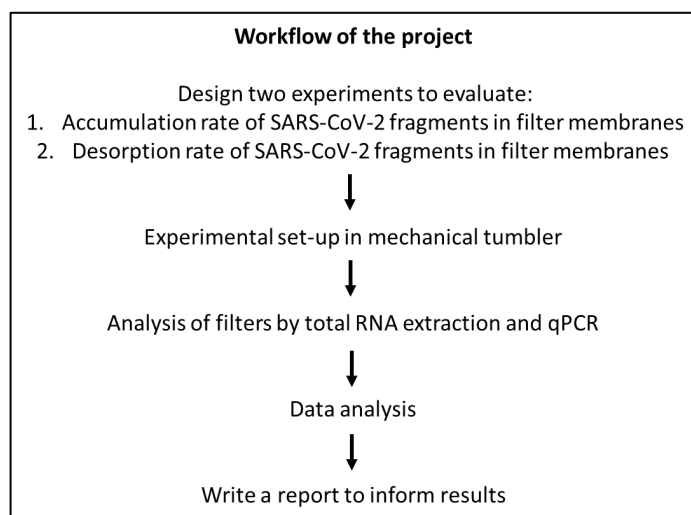 Workflow of the project
Design two experiments to evaluate:
1. Accumulation rate of SARS-CoV-2 fragments in filter membranes
2. Desorption rate of SARS-CoV-2 fragments in filter membranes
Experimental set-up in mechanical tumbler
Analysis of filters by total RNA extraction and qPCR
Data analysis
Write a report to inform results